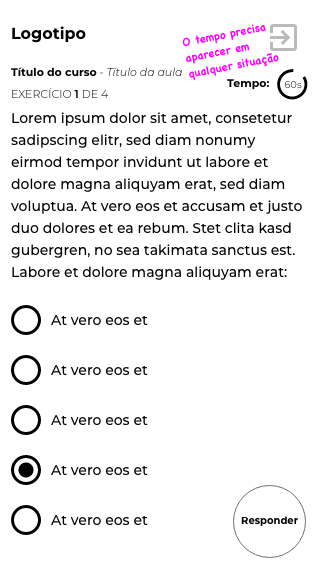 Logotipo
O tempo precisa
aparecer em
qualquer situação
Título do curso - Título da aula
Tempo: 60s
EXERCÍCIO 1 DE 4
Lorem ipsum dolor sit amet, consetetur
sadipscing elitr, sed diam nonumy
eirmod tempor invidunt ut labore et
dolore magna aliquyam erat, sed diam
voluptua. At vero eos et accusam et justo
duo dolores et ea rebum. Stet clita kasd
gubergren, no sea takimata sanctus est.
Labore et dolore magna aliquyam erat:
At vero eos et
At vero eos et
At vero eos et
At vero eos et
At vero eos et
Responder